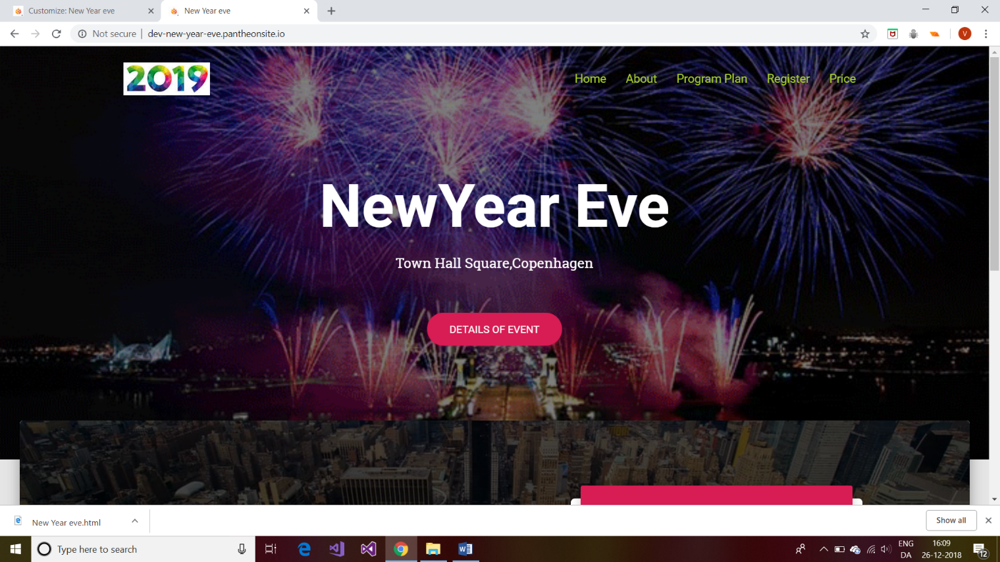 Customize: New Year eve
New Year eve
Not secure | dev-new-year-eve.pantheonsite.io
V
2019
Home About Program Plan Register Price
NewYear Eve
Town Hall Square,Copenhagen
DETAILS OF EVENT
New Year eve.html
Show all
Type here to search
ENG
DA
16:09
26-12-2018
12